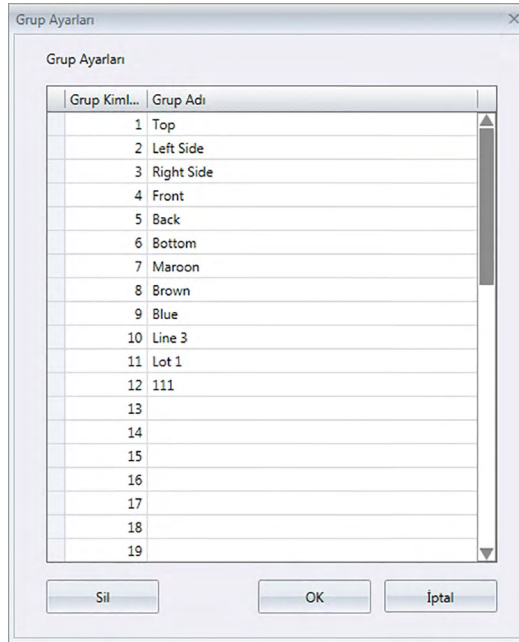 Grup Ayarları
Grup Ayarları
Grup Kiml... Grup Adı
1 Top
2 Left Side
3 Right Side
4 Front
5 Back
6 Bottom
7 Maroon
8 Brown
9 Blue
10 Line 3
11 Lot 1
12 111
13
14
15
16
17
18
19
Sil OK İptal